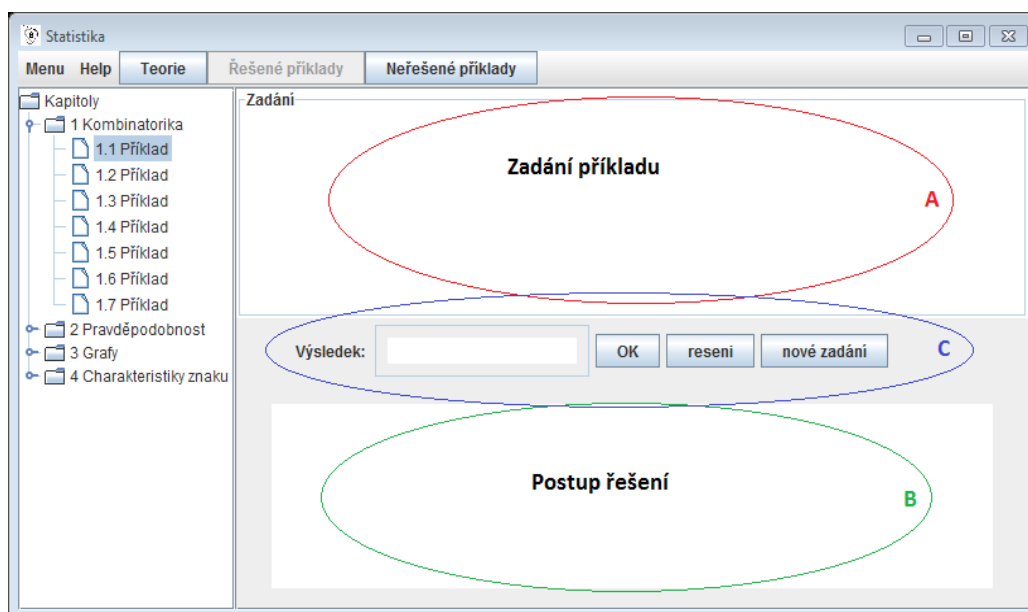 Statistika
Menu Help Teorie Řešené příklady Neřešené příklady
Kapitoly
1 Kombinatorika
1.1 Příklad
1.2 Příklad
1.3 Příklad
1.4 Příklad
1.5 Příklad
1.6 Příklad
1.7 Příklad
2 Pravděpodobnost
3 Grafy
4 Charakteristiky znaku
Zadání
Zadání příkladu
A
Výsledek: OK reseni nové zadání C
Postup řešení
B